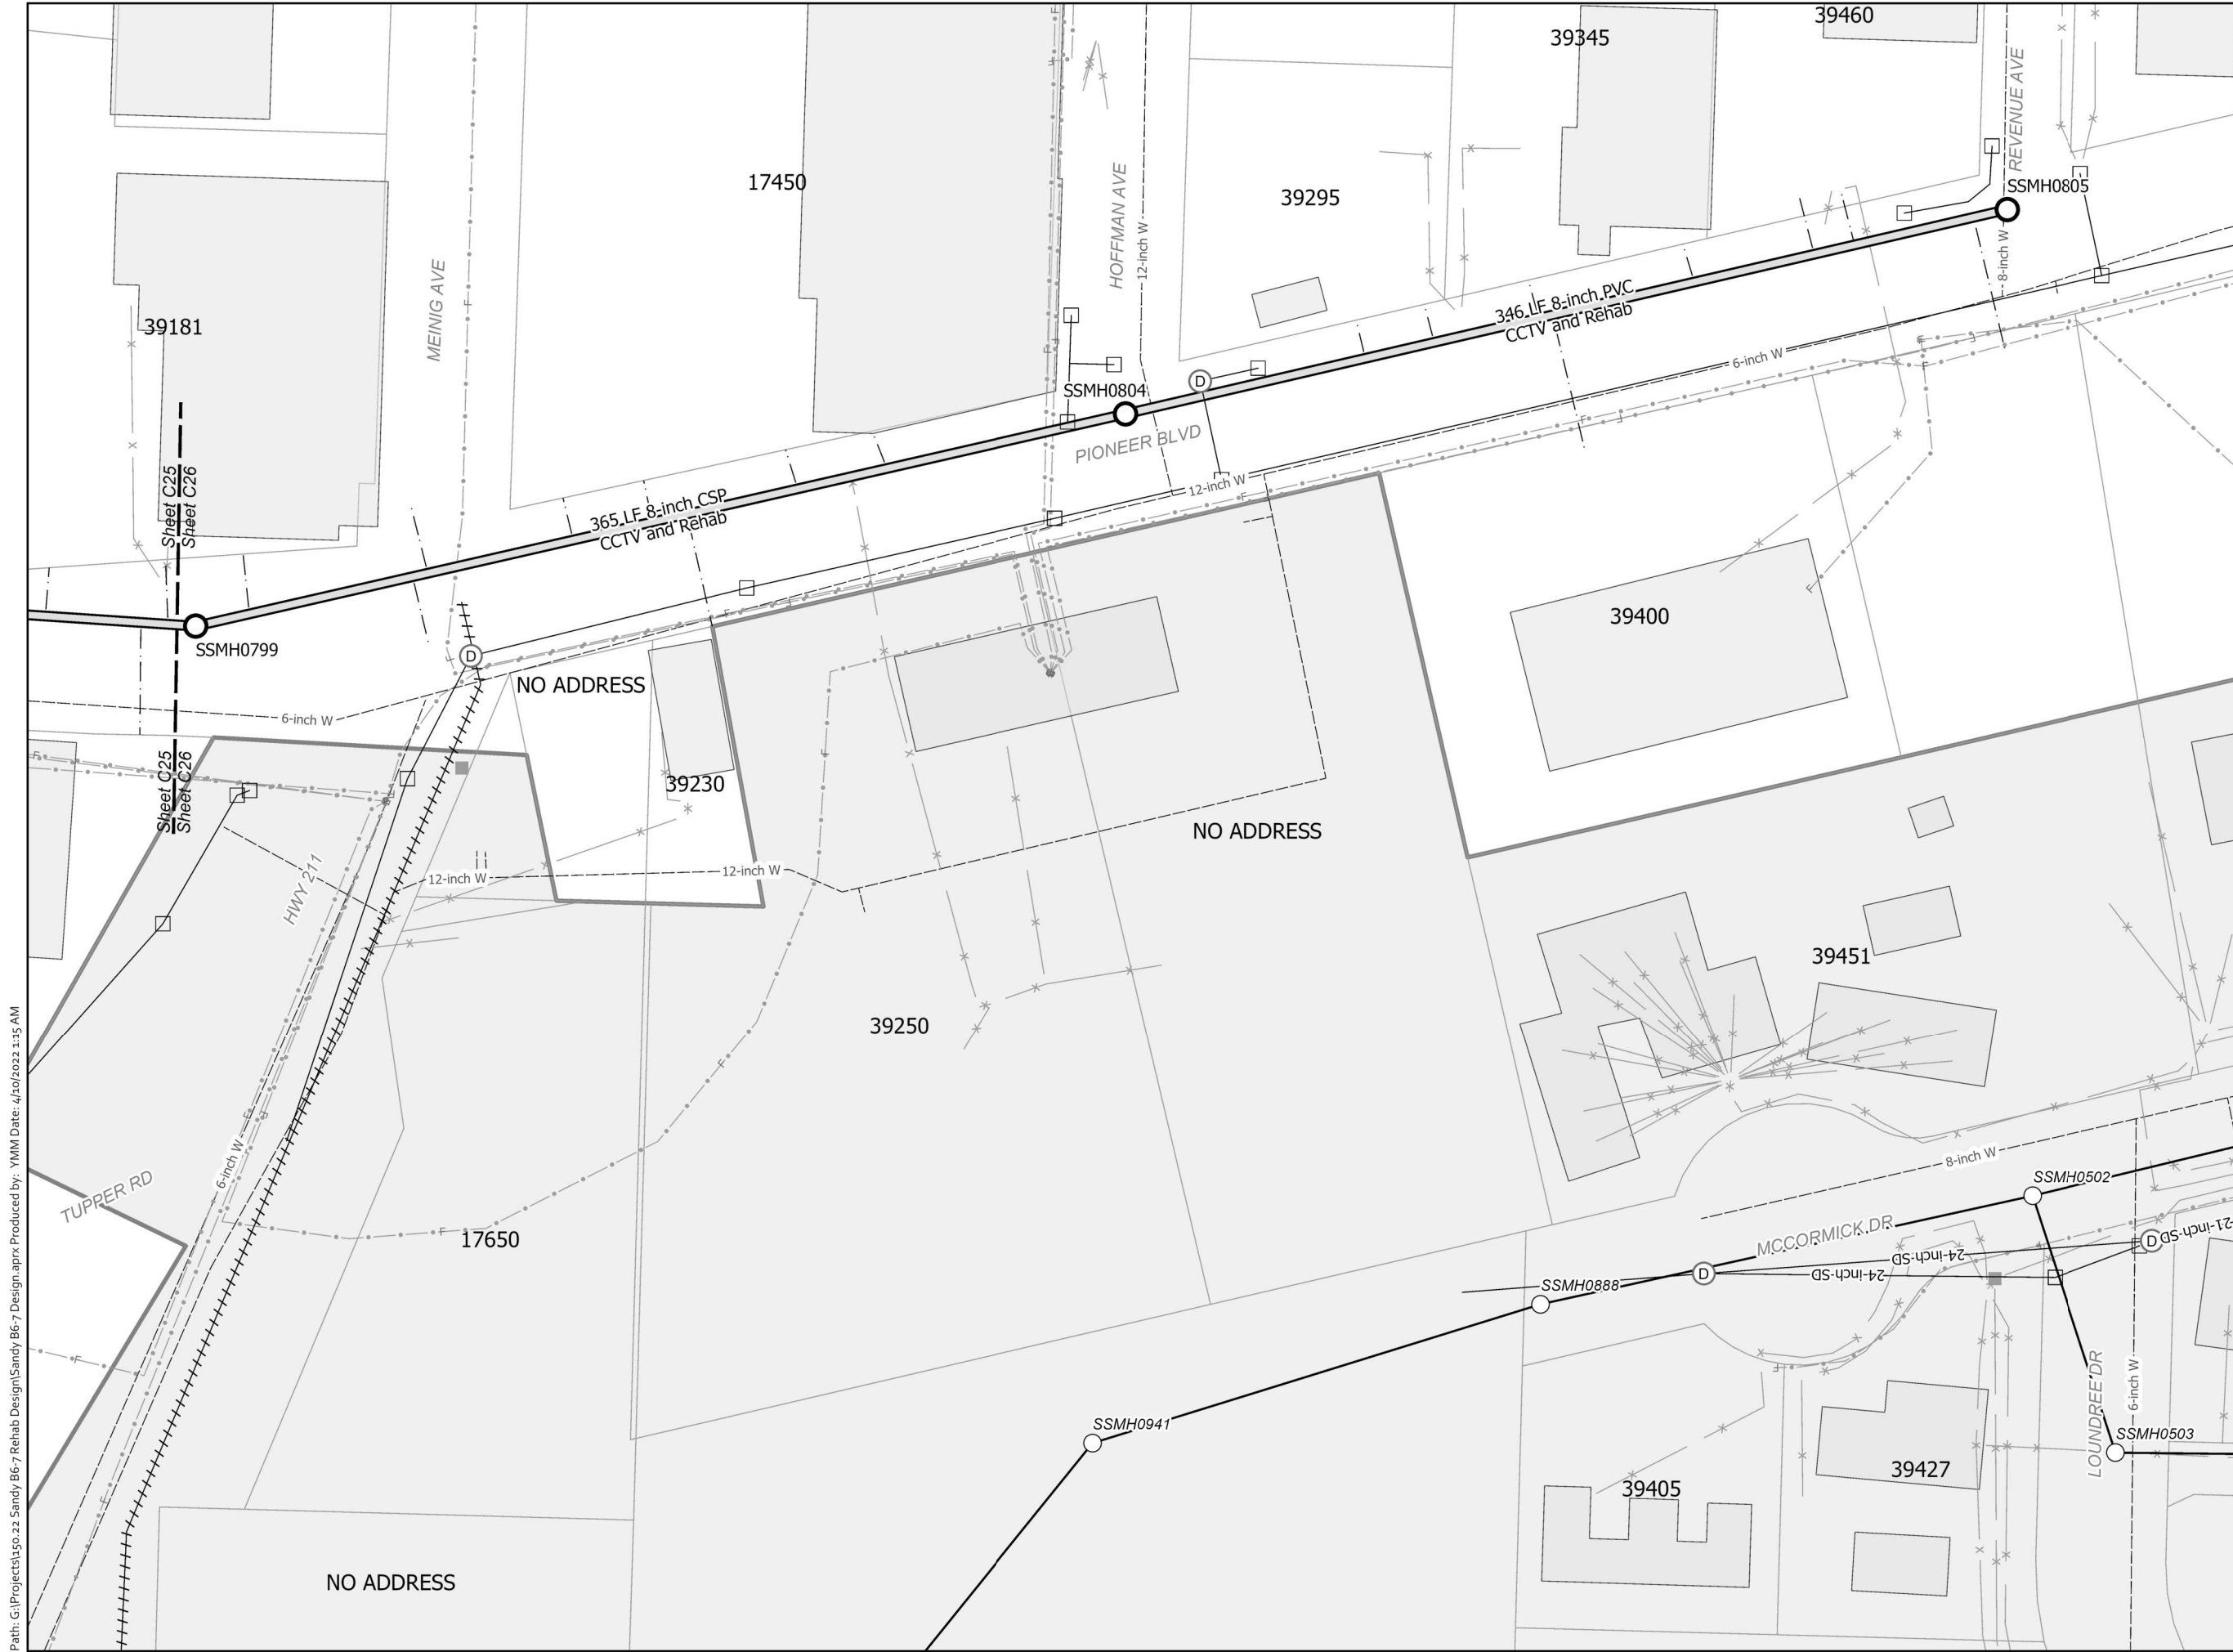 39460
39345
REVENUE AVE
17450
SSMH0805
HOFFMAN AVE
39295
12-inch W
8-inch W
MEINIG AVE
346 LF 8-inch PVC
CCTV and Rehab
39181
6-inch W
SSMH0804
D
PIONEER BLVD
Sheet C25
Sheet C26
12-inch W
365 LF 8-inch CSP
CCTV and Rehab
39400
SSMH0799
D
NO ADDRESS
6-inch W
Sheet C25
Sheet C26
39230
NO ADDRESS
12-inch W
12-inch W
HWY 211
39451
39250
6-inch W
8-inch W
TUPPER RD
SSMH0502
17650
MCCORMICK DR
24-inch-SD
24-inch-SD
D
D
21-inch-SD
SSMH0888
SSMH0941
LOUNDREE DR
6-inch W
SSMH0503
39427
39405
NO ADDRESS
Path: G:\Projects\150.22 Sandy B6-7 Rehab Design\Sandy B6-7 Design.aprx Produced by: YMM Date: 4/10/2022 1:15 AM